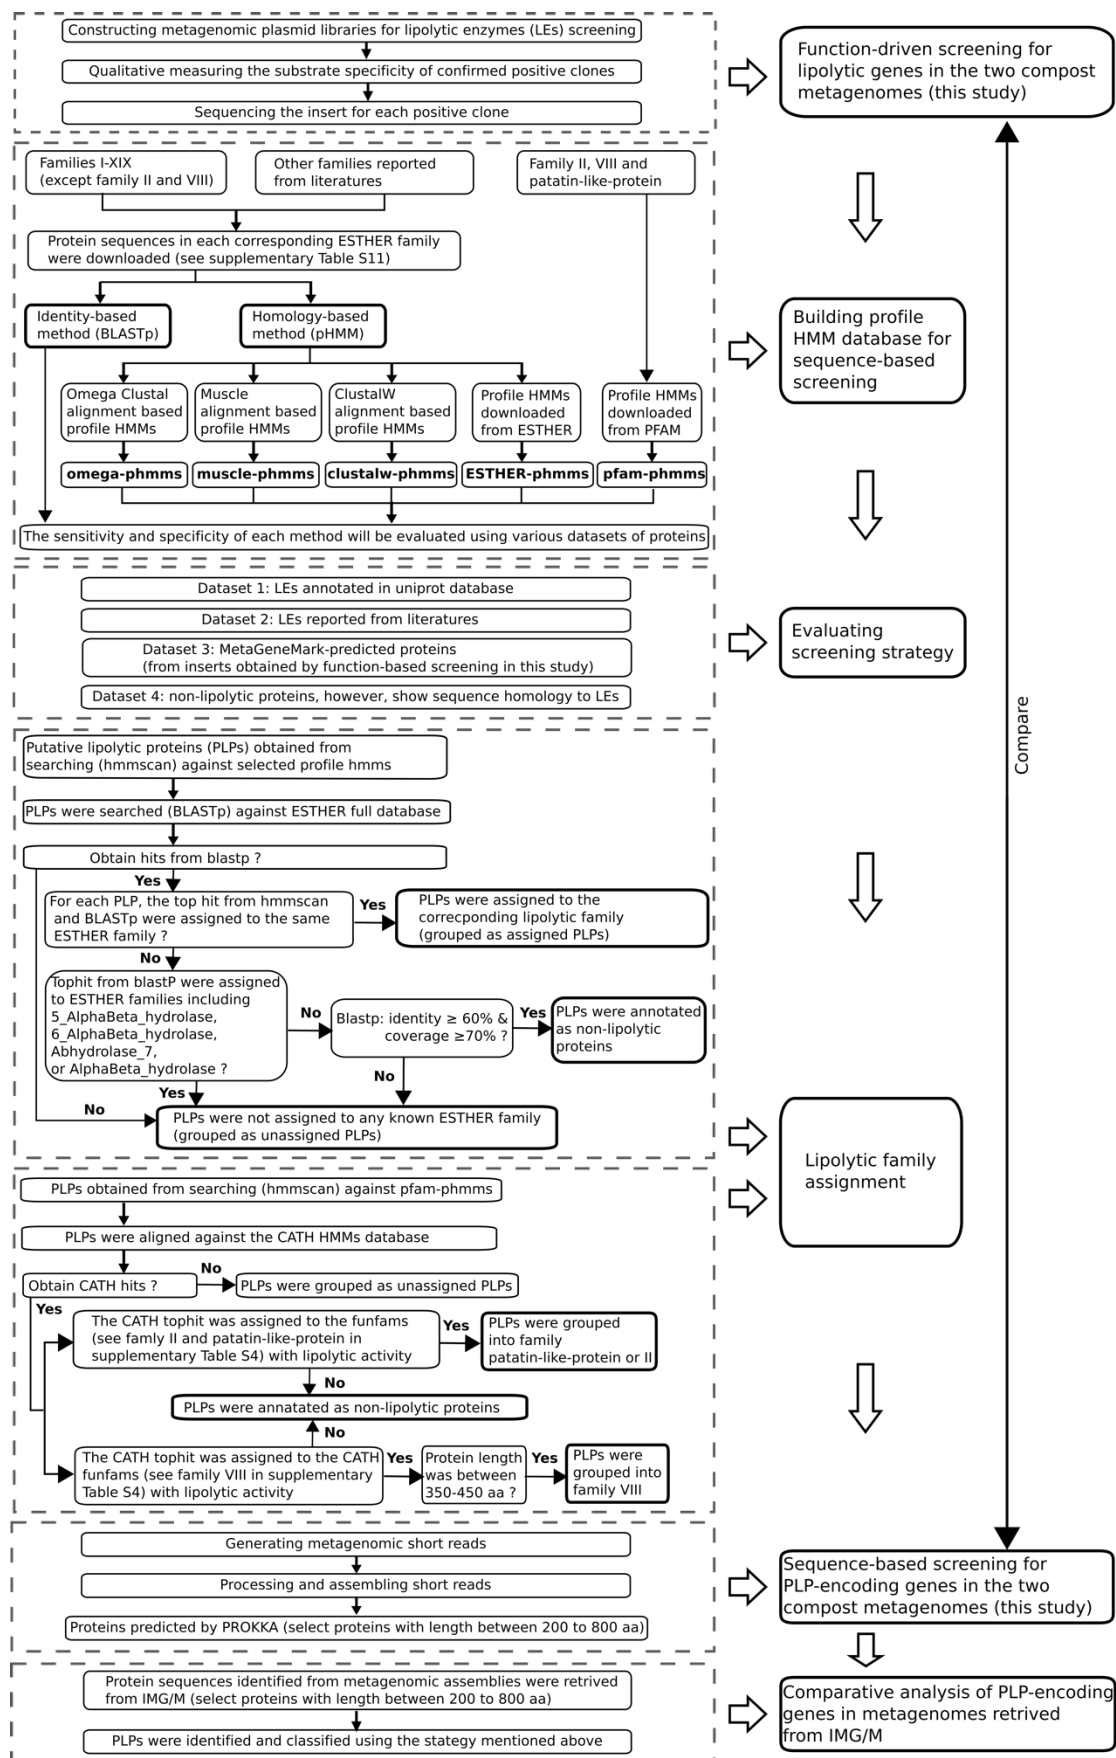 Constructing metagenomic plasmid libraries for lipolytic enzymes (LEs) screening
Qualitative measuring the substrate specificity of confirmed positive clones
Sequencing the insert for each positive clone
Function-driven screening for
lipolytic genes in the two compost
metagenomes (this study)
Families I-XIX
(except family II and VIII)
Other families reported
from literatures
Family II, VIII and
patatin-like-protein
Protein sequences in each corresponding ESTHER family
were downloaded (see supplementary Table S11)
Identity-based
method (BLASTp)
Homology-based
method (pHMM)
Building profile
HMM database for
sequence-based
screening
Omega Clustal
alignment based
profile HMMs
Muscle
alignment based
profile HMMs
ClustalW
alignment based
profile HMMs
Profile HMMs
downloaded
from ESTHER
Profile HMMs
downloaded
from PFAM
omega-phmms
muscle-phmms
clustalw-phmms
ESTHER-phmms
pfam-phmms
The sensitivity and specificity of each method will be evaluated using various datasets of proteins
Dataset 1: LEs annotated in uniprot database
Dataset 2: LEs reported from literatures
Dataset 3: MetaGeneMark-predicted proteins
(from inserts obtained by function-based screening in this study)
Dataset 4: non-lipolytic proteins, however, show sequence homology to LEs
Evaluating
screening strategy
Compare
Putative lipolytic proteins (PLPs) obtained from
searching (hmmscan) against selected profile hmms
PLPs were searched (BLASTp) against ESTHER full database
Obtain hits from blastp ?
Yes
For each PLP, the top hit from hmmscan
and BLASTp were assigned to the same
ESTHER family ?
Yes
PLPs were assigned to the
correcponding lipolytic family
(grouped as assigned PLPs)
No
Tophit from blastP were assigned
to ESTHER families including
5_AlphaBeta_hydrolase,
6_AlphaBeta_hydrolase,
Abhydrolase_7,
or AlphaBeta_hydrolase ?
No
Blastp: identity ≥ 60% &
coverage ≥70% ?
Yes
PLPs were annotated
as non-lipolytic
proteins
No
Yes
No
PLPs were not assigned to any known ESTHER family
(grouped as unassigned PLPs)
Lipolytic family
assignment
PLPs obtained from searching (hmmscan) against pfam-phmms
PLPs were aligned against the CATH HMMs database
Obtain CATH hits ?
No
PLPs were grouped as unassigned PLPs
Yes
The CATH tophit was assigned to the funfams
(see famly II and patatin-like-protein in
supplementary Table S4) with lipolytic activity
Yes
PLPs were grouped
into family
patatin-like-protein or II
No
PLPs were annatated as non-lipolytic proteins
No
The CATH tophit was assigned to the CATH
funfams (see family VIII in supplementary
Table S4) with lipolytic activity
Yes
Protein length
was between
350-450 aa ?
Yes
PLPs were
grouped into
family VIII
Generating metagenomic short reads
Processing and assembling short reads
Proteins predicted by PROKKA (select proteins with length between 200 to 800 aa)
Sequence-based screening for
PLP-encoding genes in the two
compost metagenomes (this study)
Protein sequences identified from metagenomic assemblies were retrived
from IMG/M (select proteins with length between 200 to 800 aa)
PLPs were identified and classified using the stategy mentioned above
Comparative analysis of PLP-encoding
genes in metagenomes retrived
from IMG/M